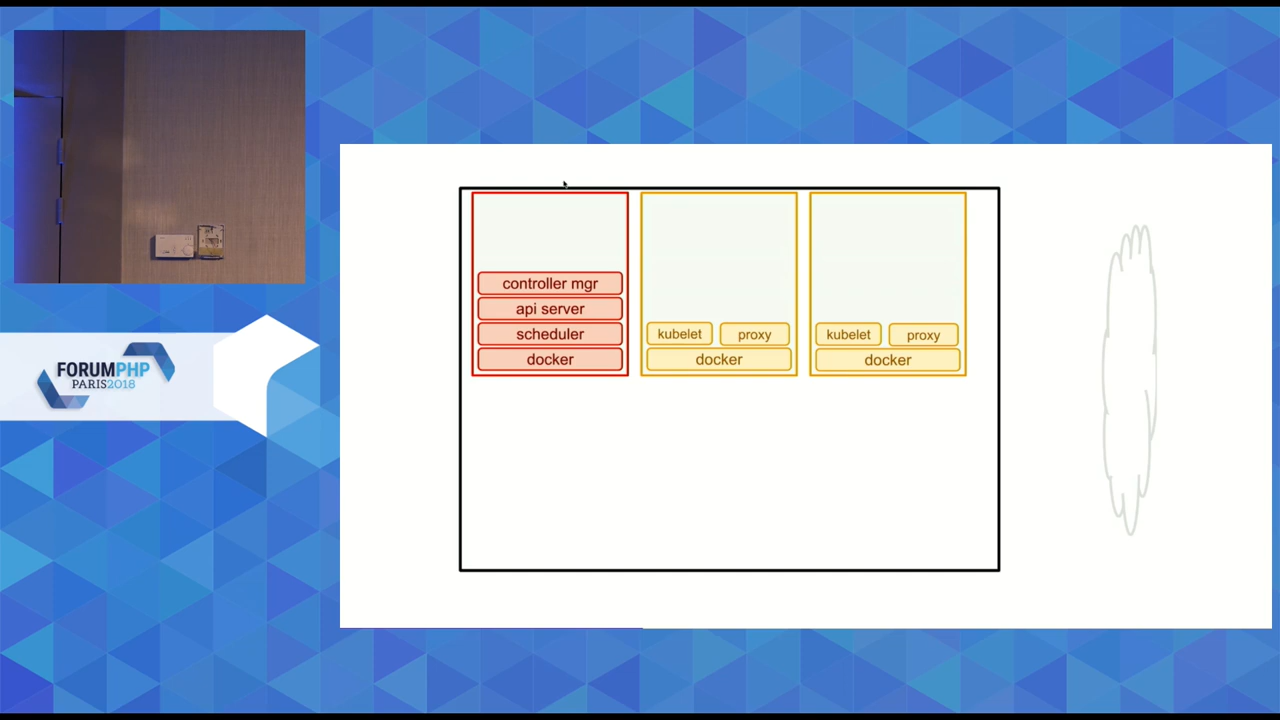 FORUMPHP
PARIS2018
controller mgr
api server
scheduler
docker
kubelet proxy
docker
kubelet proxy
docker